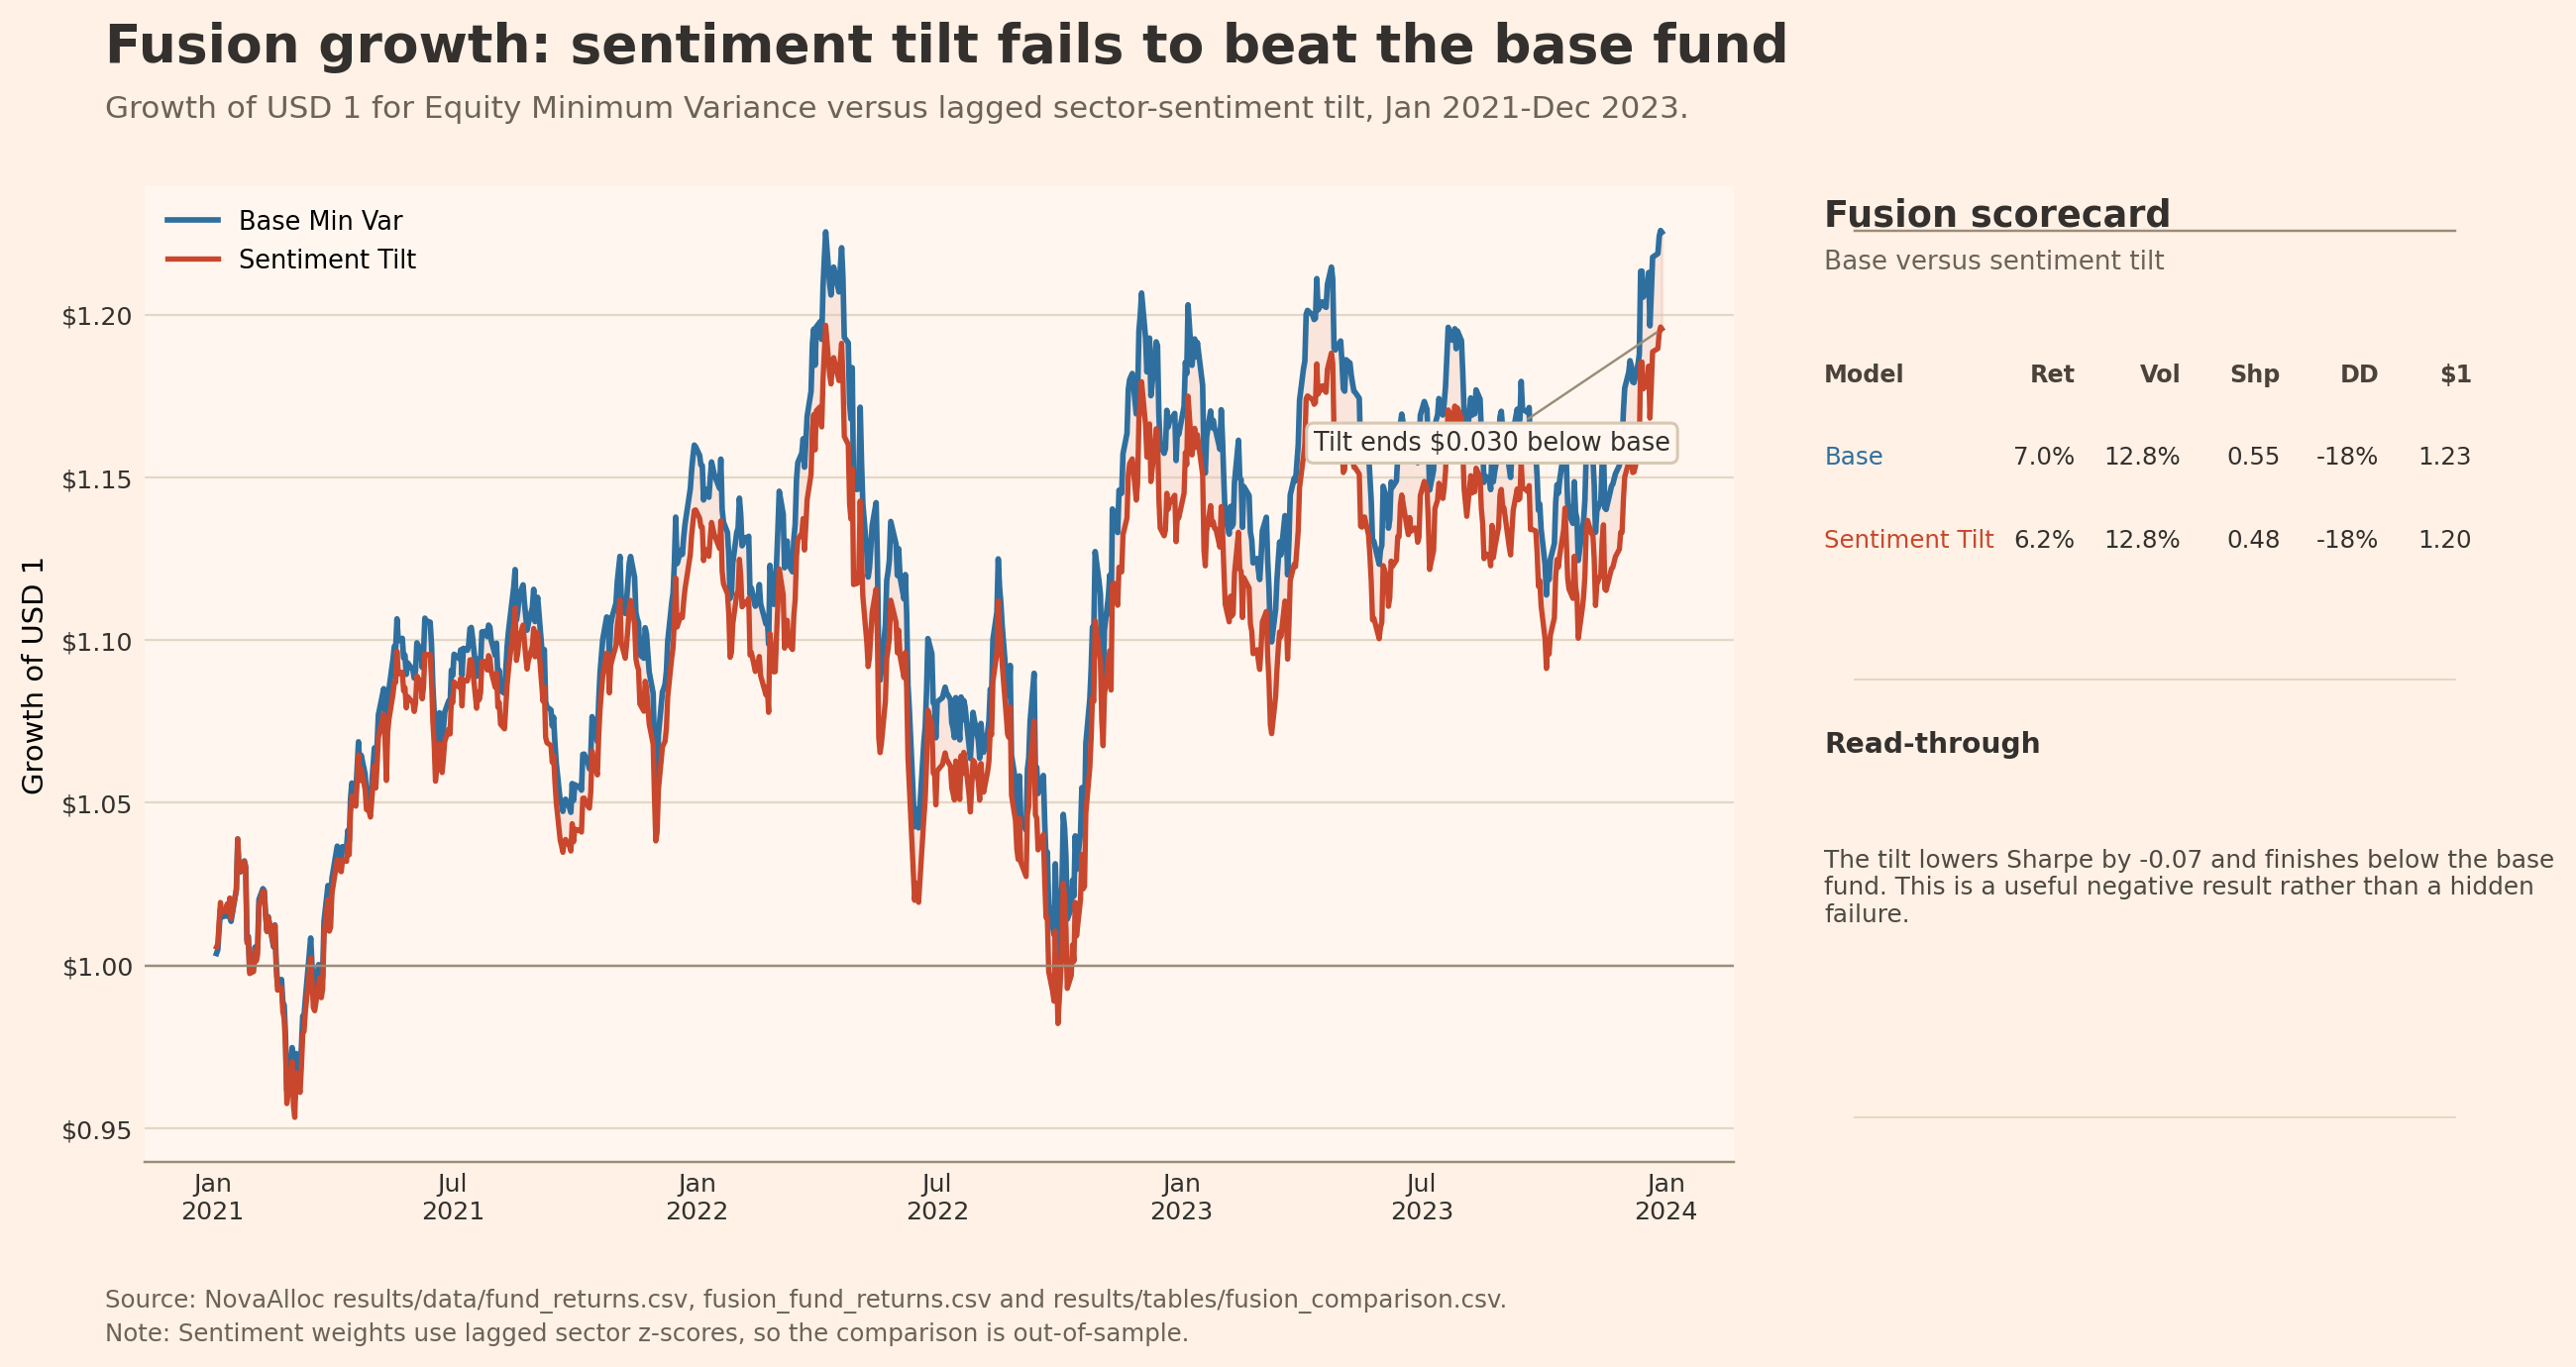 Fusion growth: sentiment tilt fails to beat the base fund
Growth of USD 1 for Equity Minimum Variance versus lagged sector-sentiment tilt, Jan 2021-Dec 2023.
Base Min Var
Sentiment Tilt
Growth of USD 1
$1.20
$1.15
$1.10
$1.05
$1.00
$0.95
Tilt ends $0.030 below base
Jan 2021
Jul 2021
Jan 2022
Jul 2022
Jan 2023
Jul 2023
Jan 2024
Fusion scorecard
Base versus sentiment tilt
Model Ret Vol Shp DD $1
Base 7.0% 12.8% 0.55 -18% 1.23
Sentiment Tilt 6.2% 12.8% 0.48 -18% 1.20
Read-through
The tilt lowers Sharpe by -0.07 and finishes below the base
fund. This is a useful negative result rather than a hidden
failure.
Source: NovaAlloc results/data/fund_returns.csv, fusion_fund_returns.csv and results/tables/fusion_comparison.csv.
Note: Sentiment weights use lagged sector z-scores, so the comparison is out-of-sample.